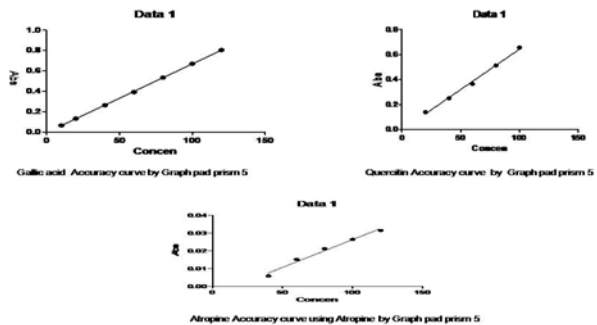 Data 1
Abs
1.0
0.8
0.6
0.4
0.2
0.0
0
50
100
150
Concen
Gallic acid Accuracy curve by Graph pad prism 5
Data 1
Abs
0.8
0.6
0.4
0.2
0.0
0
50
100
150
Concen
Quercitin Accuracy curve by Graph pad prism 5
Data 1
Abs
0.04
0.03
0.02
0.01
0.00
0
50
100
150
Concen
Atropine Accuracy curve using Atropine by Graph pad prism 5